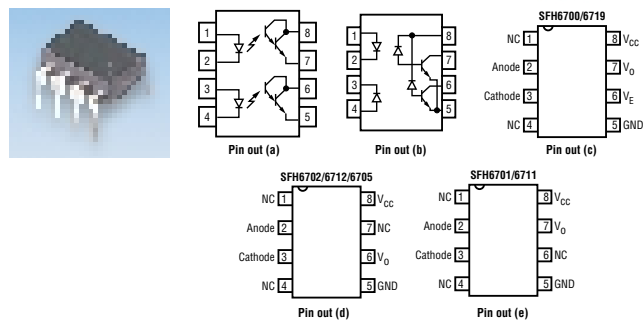 1
2
3
4
8
7
6
5
Pin out (a)
1
2
3
4
8
7
6
5
Pin out (b)
SFH6700/6719
NC 1
8 VCC
Anode 2
7 VO
Cathode 3
6 VE
NC 4
5 GND
Pin out (c)
SFH6702/6712/6705
NC 1
8 VCC
Anode 2
7 NC
Cathode 3
6 VO
NC 4
5 GND
Pin out (d)
SFH6701/6711
NC 1
8 VCC
Anode 2
7 VO
Cathode 3
6 NC
NC 4
5 GND
Pin out (e)